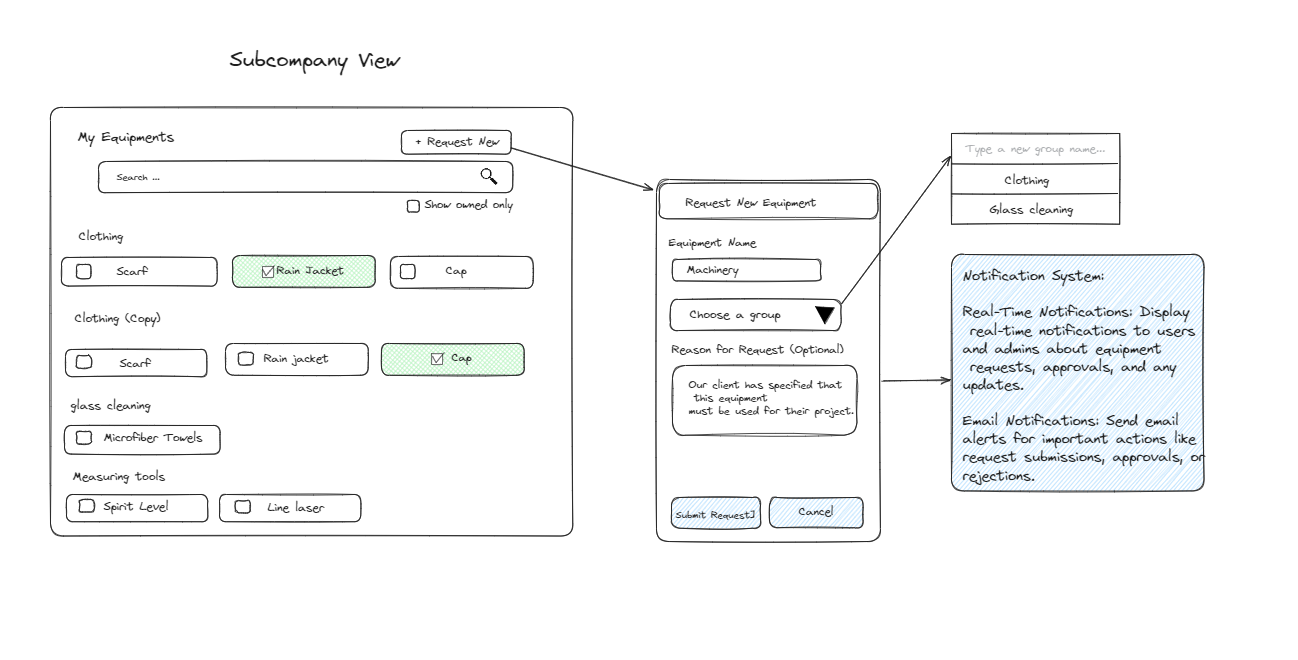 Subcompany View
My Equipments
+ Request New
Search ...
Show owned only
Clothing
Scarf
Rain Jacket
Cap
Clothing (Copy)
Scarf
Rain jacket
Cap
glass cleaning
Microfiber Towels
Measuring tools
Spirit Level
Line laser
Request New Equipment
Equipment Name
Machinery
Choose a group
Reason for Request (Optional)
Our client has specified that
this equipment
must be used for their project.
Submit Request]
Cancel
Type a new group name...
Clothing
Glass cleaning
Notification System:
Real-Time Notifications: Display
real-time notifications to users
and admins about equipment
requests, approvals, and any
updates.
Email Notifications: Send email
alerts for important actions like
request submissions, approvals, or
rejections.